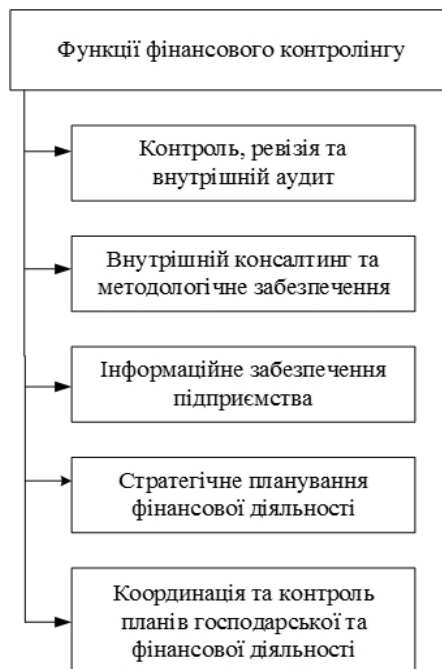 Функції фінансового контролінгу
Контроль, ревізія та
внутрішній аудит
Внутрішній консалтинг та
методологічне забезпечення
Інформаційне забезпечення
підприємства
Стратегічне планування
фінансової діяльності
Координація та контроль
планів господарської та
фінансової діяльності